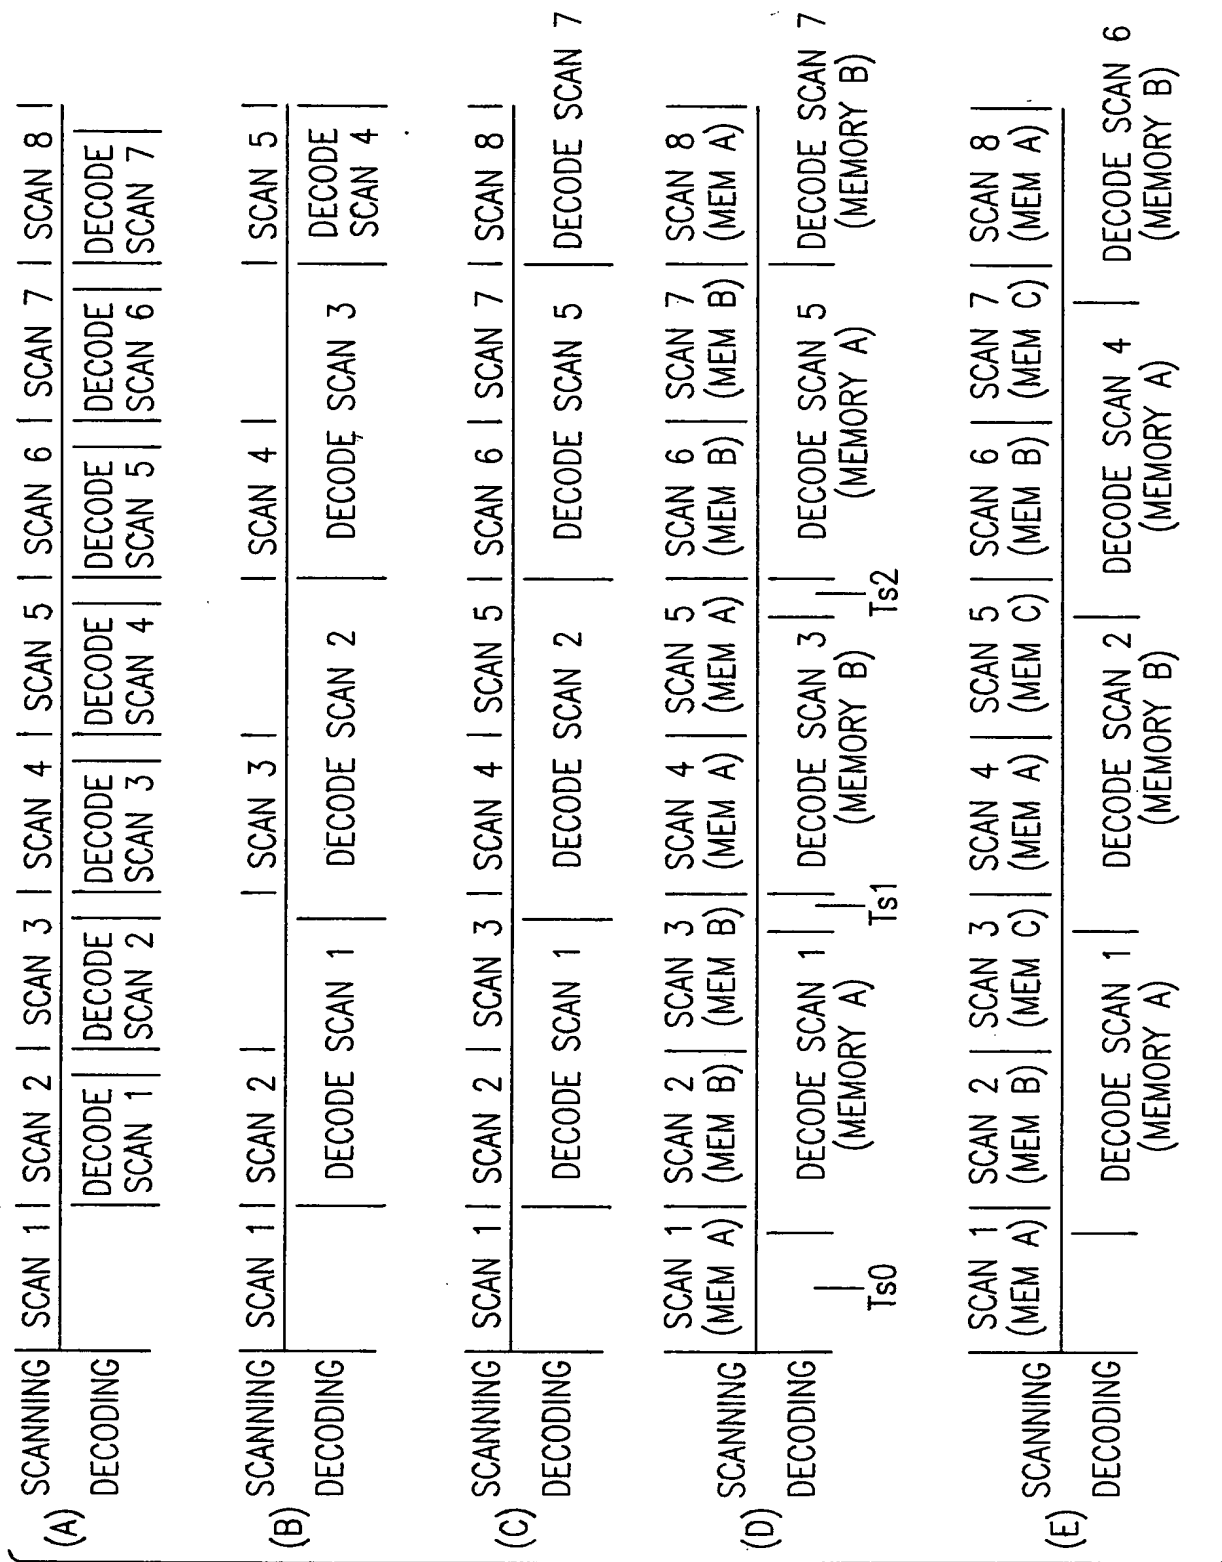 (A)
SCANNING SCAN 1 SCAN 2 SCAN 3 SCAN 4 SCAN 5 SCAN 6 SCAN 7 SCAN 8
DECODING DECODE SCAN 1 DECODE SCAN 2 DECODE SCAN 3 DECODE SCAN 4 DECODE SCAN 5 DECODE SCAN 6 DECODE SCAN 7
(B)
SCANNING SCAN 1 SCAN 2 SCAN 3 SCAN 4 SCAN 5
DECODING DECODE SCAN 1 DECODE SCAN 2 DECODE SCAN 3 DECODE SCAN 4
(C)
SCANNING SCAN 1 SCAN 2 SCAN 3 SCAN 4 SCAN 5 SCAN 6 SCAN 7 SCAN 8
DECODING DECODE SCAN 1 DECODE SCAN 2 DECODE SCAN 5 DECODE SCAN 7
(D)
SCANNING SCAN 1 SCAN 2 SCAN 3 SCAN 4 SCAN 5 SCAN 6 SCAN 7 SCAN 8
(MEM A) (MEM B) (MEM B) (MEM A) (MEM A) (MEM B) (MEM B) (MEM A)
DECODING DECODE SCAN 1 DECODE SCAN 3 DECODE SCAN 5 DECODE SCAN 7
(MEMORY A) (MEMORY B) (MEMORY A) (MEMORY B)
Ts0 Ts1 Ts2
(E)
SCANNING SCAN 1 SCAN 2 SCAN 3 SCAN 4 SCAN 5 SCAN 6 SCAN 7 SCAN 8
(MEM A) (MEM B) (MEM C) (MEM A) (MEM C) (MEM B) (MEM C) (MEM A)
DECODING DECODE SCAN 1 DECODE SCAN 2 DECODE SCAN 4 DECODE SCAN 6
(MEMORY A) (MEMORY B) (MEMORY A) (MEMORY B)